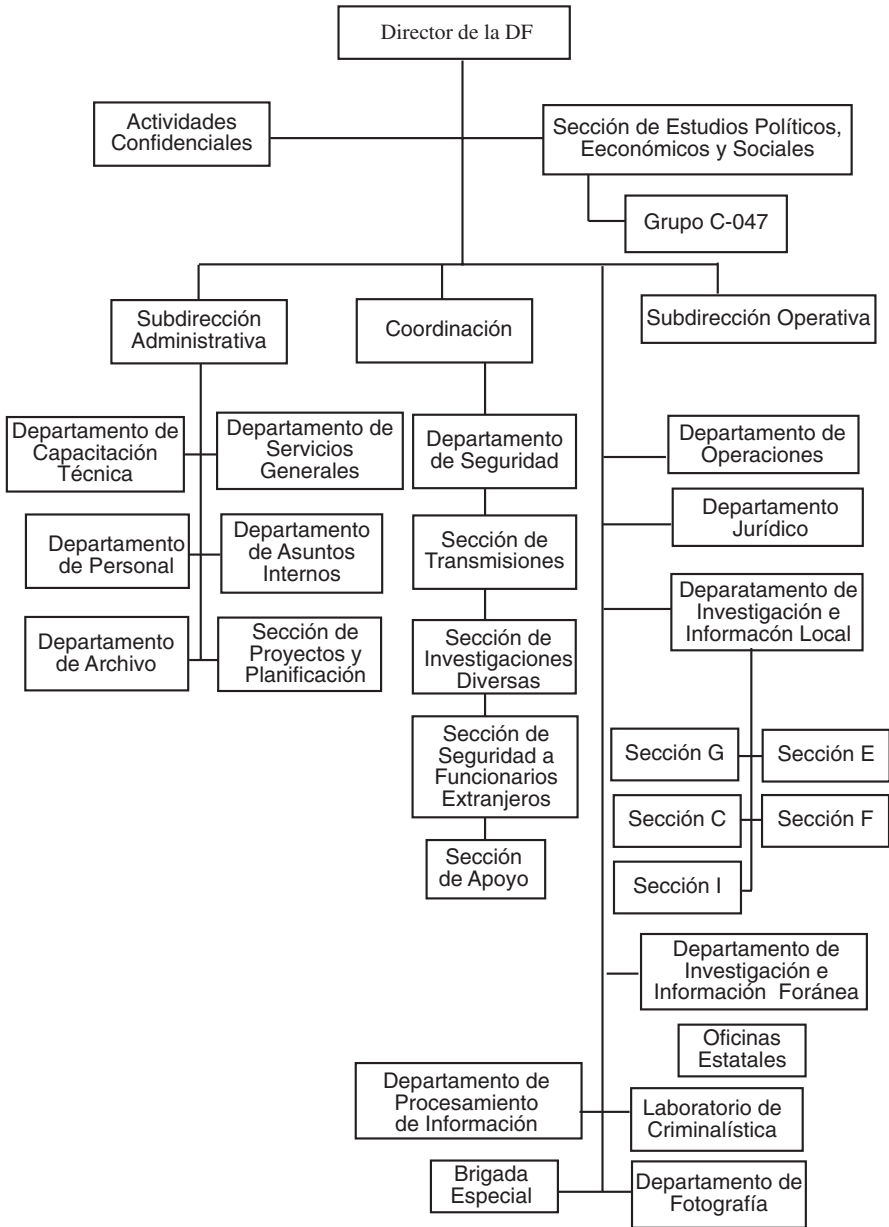 Director de la DF
Actividades
Confidenciales
Sección de Estudios Políticos,
Eeconómicos y Sociales
Grupo C-047
Subdirección
Administrativa
Coordinación
Subdirección Operativa
Departamento de
Capacitación
Técnica
Departamento de
Servicios
Generales
Departamento
de Seguridad
Departamento de
Operaciones
Departamento
de Personal
Departamento
de Asuntos
Internos
Sección de
Transmisiones
Departamento
Jurídico
Departamento
de Archivo
Sección de
Proyectos y
Planificación
Sección de
Investigaciones
Diversas
Deparatamento de
Investigación e
Informacón Local
Sección de
Seguridad a
Funcionarios
Extranjeros
Sección G
Sección E
Sección C
Sección F
Sección
de Apoyo
Sección I
Departamento de
Investigación e
Información Foránea
Oficinas
Estatales
Departamento de
Procesamiento
de Información
Laboratorio de
Criminalística
Brigada
Especial
Departamento de
Fotografía